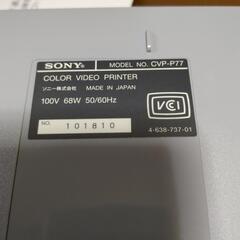 SONY® MODEL NO. CVP-P77
COLOR VIDEO PRINTER
ソニー株式会社 MADE IN JAPAN
100V 68W 50/60Hz
VCI
NO. 101810
4-638-737-01